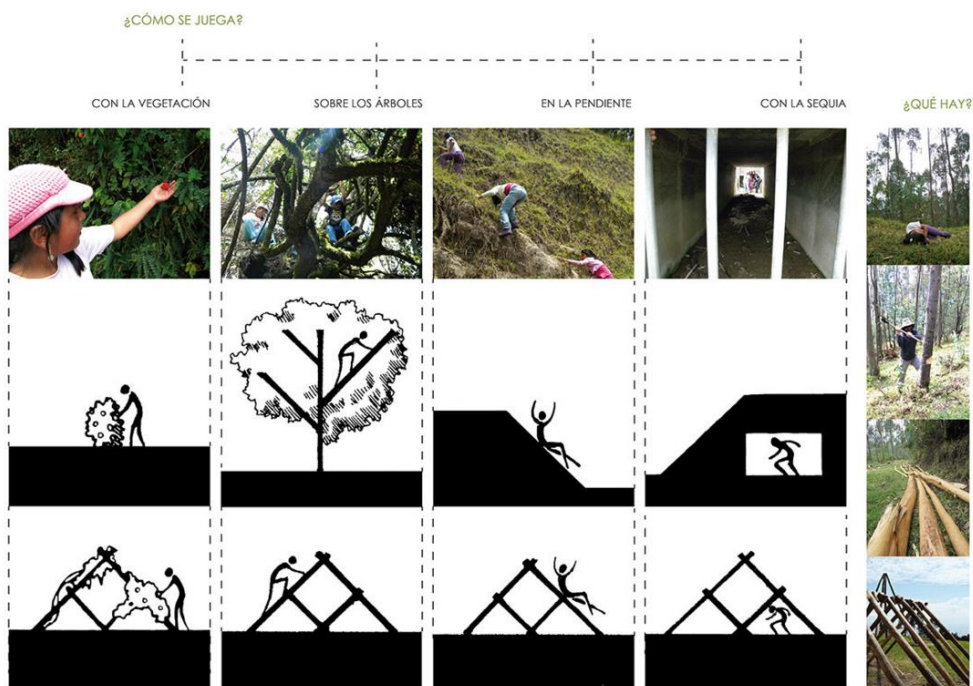 ¿CÓMO SE JUEGA?
CON LA VEGETACIÓN
SOBRE LOS ÁRBOLES
EN LA PENDIENTE
CON LA SEQUIA
¿QUÉ HAY?